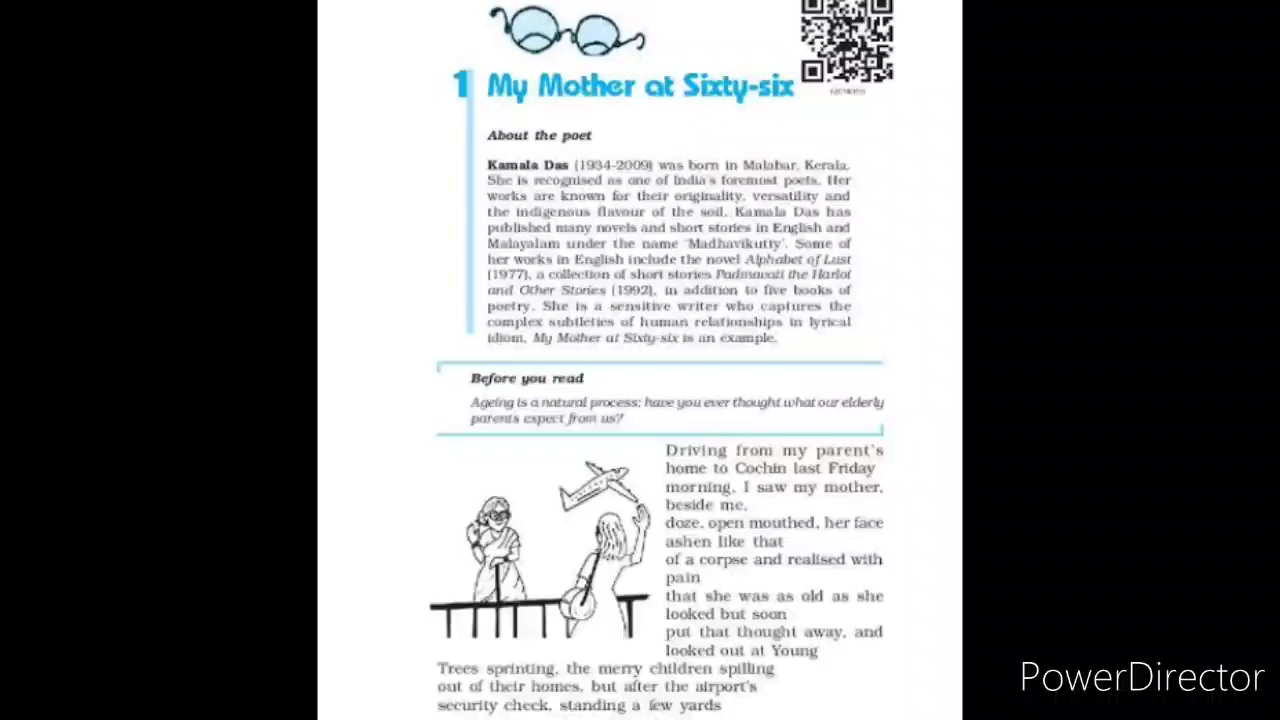 1 My Mother at Sixty-six
About the poet
Kamala Das (1934-2009) was born in Malabar, Kerala.
She is recognised as one of India's foremost poets. Her
works are known for their originality, versatility and
the indigenous flavour of the soil. Kamala Das has
published many novels and short stories in English and
Malayalam under the name 'Madhavikutty'. Some of
her works in English include the novel Alphabet of Lust
(1977), a collection of short stories Padmavati the Harlot
and Other Stories (1992), in addition to five books of
poetry. She is a sensitive writer who captures the
complex subtleties of human relationships in lyrical
idiom. My Mother at Sixty-six is an example.
Before you read
Ageing is a natural process; have you ever thought what our elderly
parents expect from us?
Driving from my parent's
home to Cochin last Friday
morning, I saw my mother,
beside me,
doze, open mouthed, her face
ashen like that
of a corpse and realised with
pain
that she was as old as she
looked but soon
put that thought away, and
looked out at Young
Trees sprinting, the merry children spilling
out of their homes, but after the airport's
security check, standing a few yards
PowerDirector